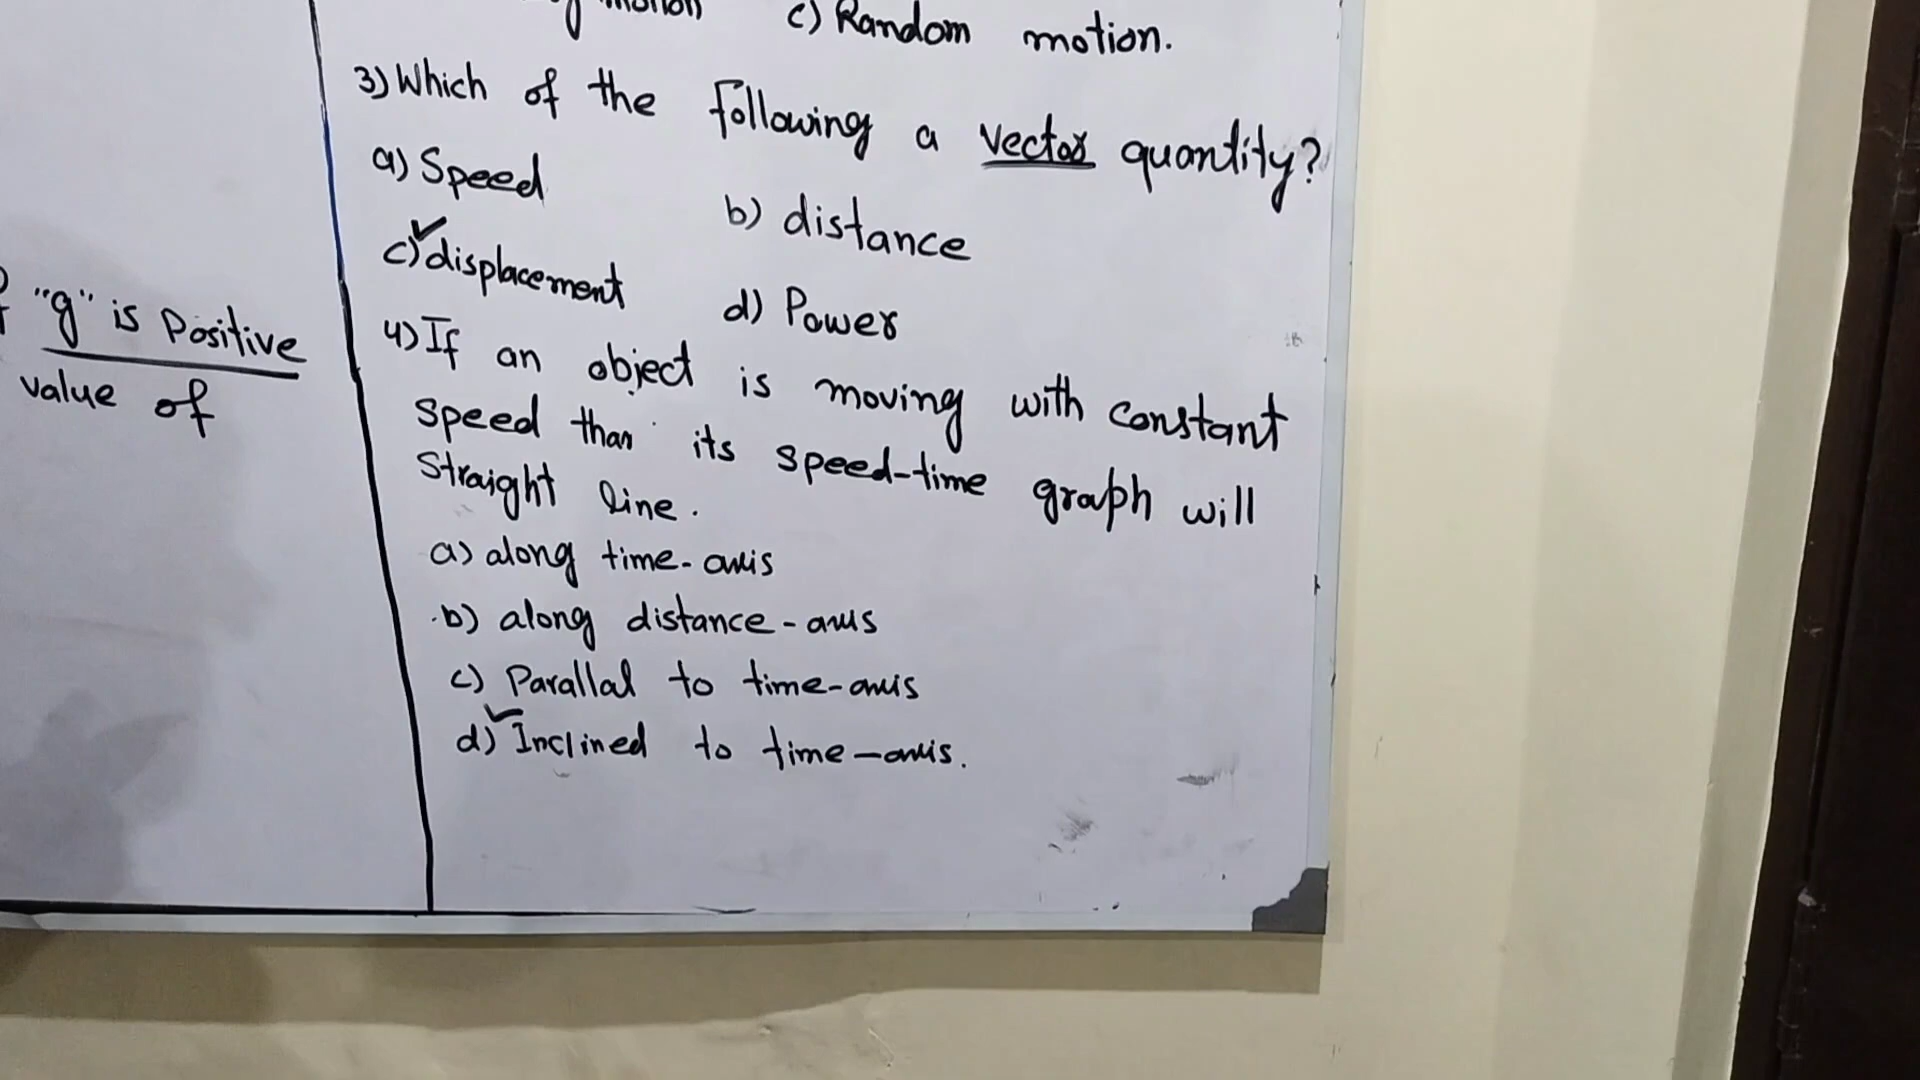 motion c) Random motion.
3) Which of the following a vector quantity?
a) Speed b) distance
c) displacement d) Power
4) If an object is moving with constant
speed than its speed-time graph will
straight line.
a) along time-axis
b) along distance-axis
c) Parallal to time-axis
d) Inclined to time-axis.
"g" is Positive
value of